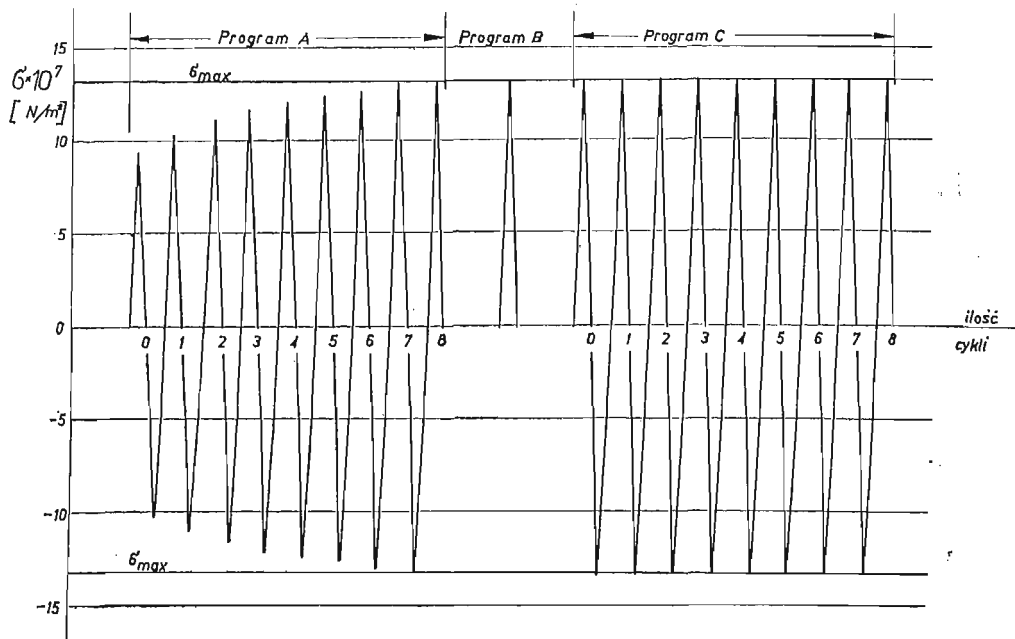 Program A Program B Program C
15
σmax
σ×10⁷
[N/m²]
10
5
0
0 1 2 3 4 5 6 7 8 0 1 2 3 4 5 6 7 8
ilość
cykli
-5
-10
σmax
-15